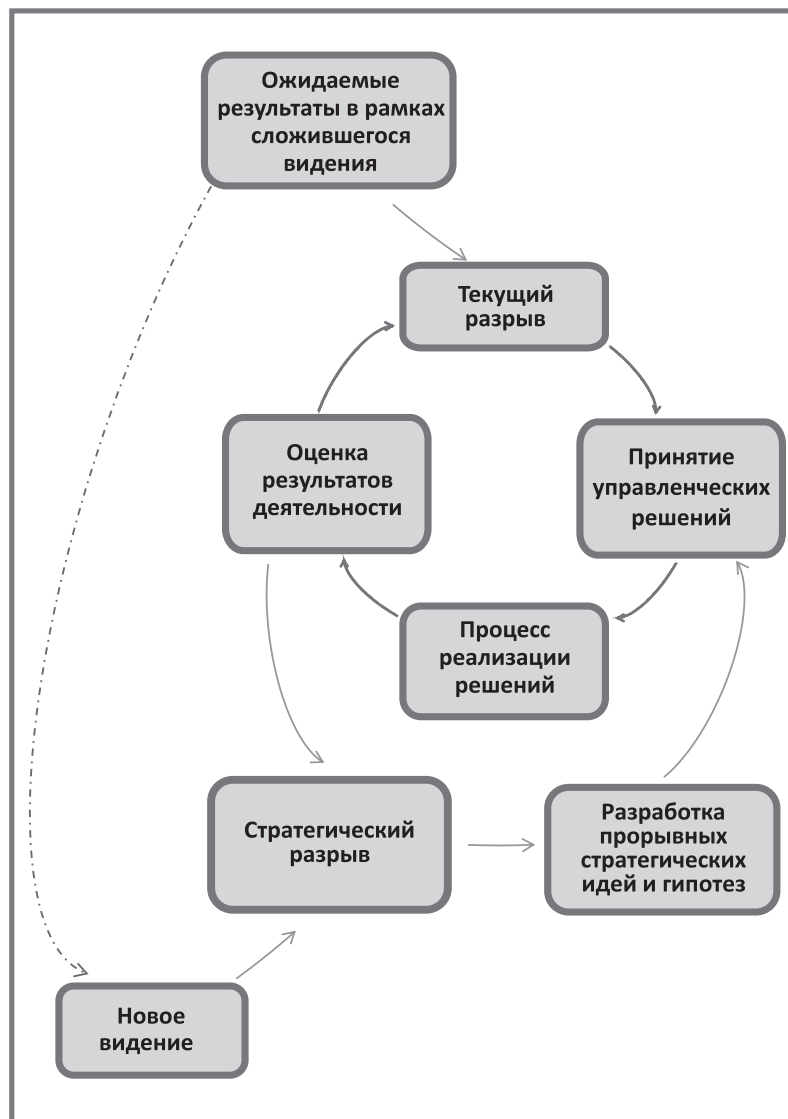 Ожидаемые
результаты в рамках
сложившегося
видения
Текущий
разрыв
Оценка
результатов
деятельности
Принятие
управленческих
решений
Процесс
реализации
решений
Стратегический
разрыв
Разработка
прорывных
стратегических
идей и гипотез
Новое
видение